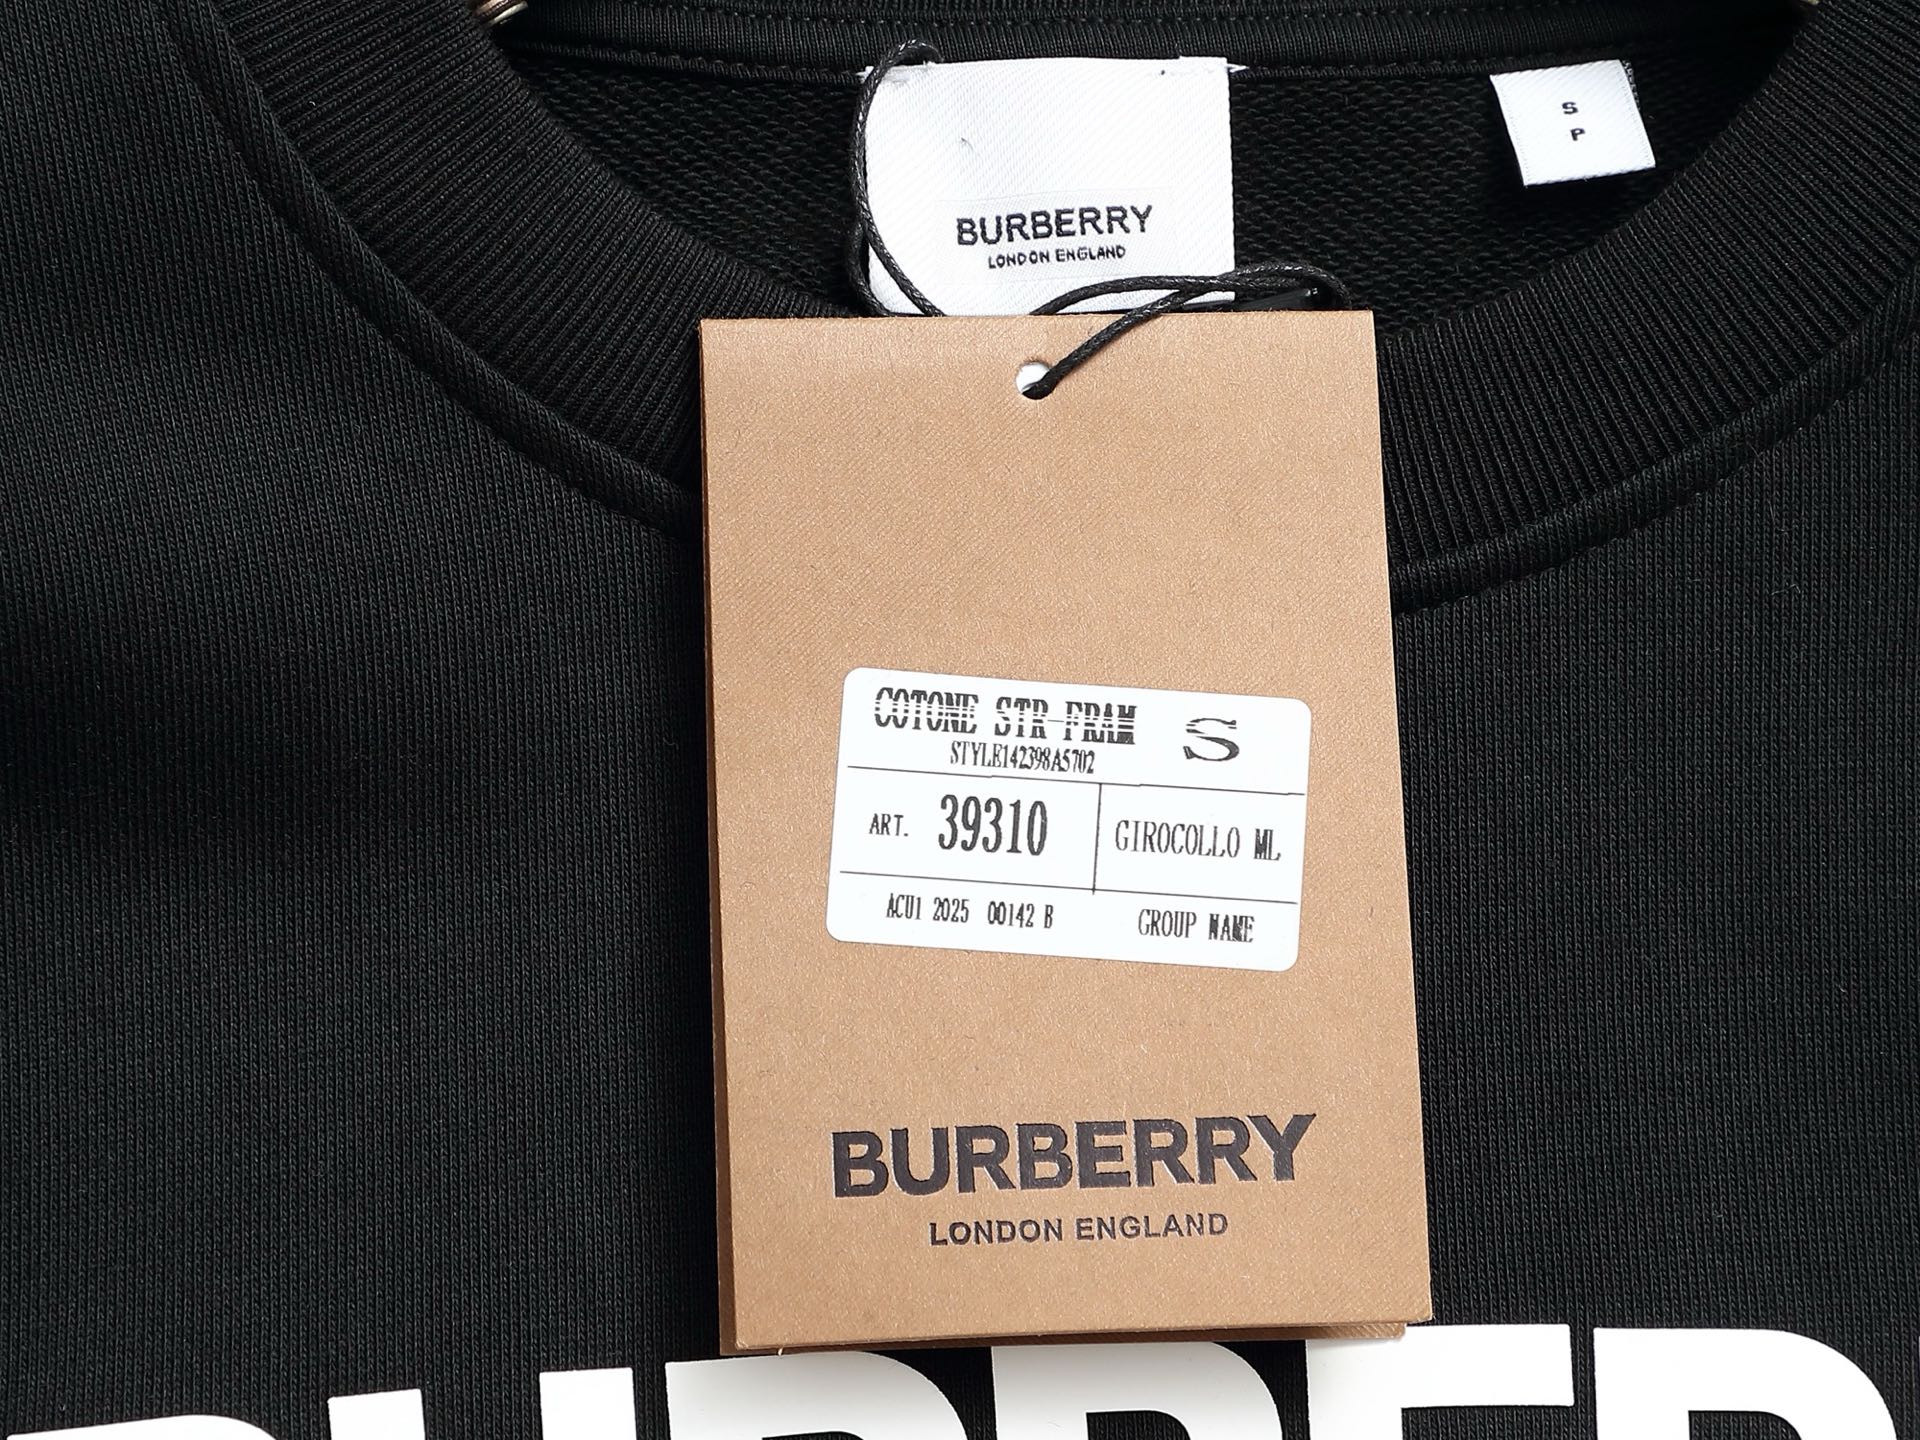 BURBERRY
LONDON ENGLAND
S
P
COTONE STR-FRAM S
STYLE142398A5702
ART. 39310 GIROCOLLO ML
ACU1 2025 00142 B GROUP NAME
BURBERRY
LONDON ENGLAND